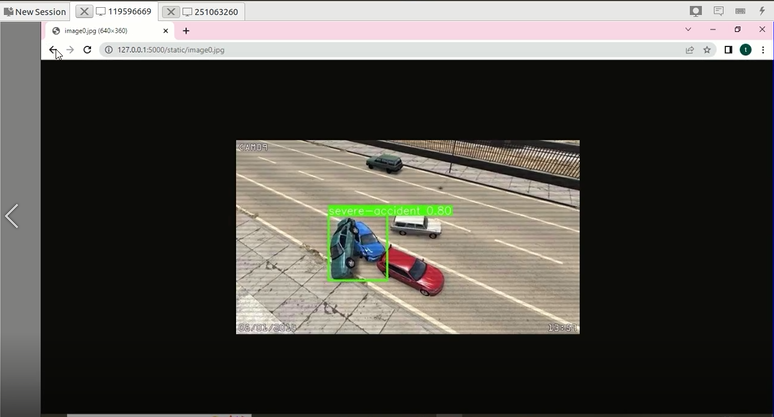 New Session
119596669
251063260
image0.jpg (640×360)
127.0.0.1:5000/static/image0.jpg
t
CAM09
severe-accident 0.80